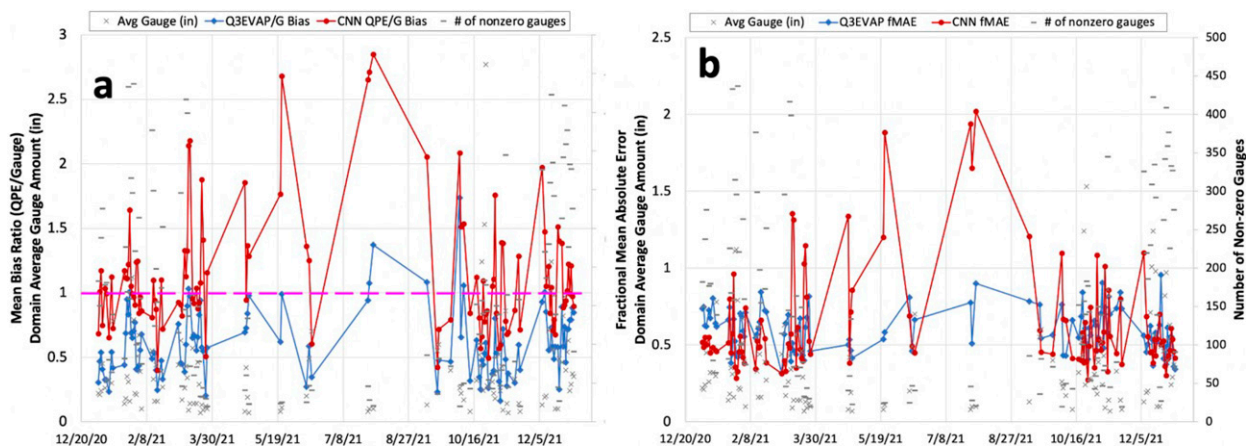 Avg Gauge (in) Q3EVAP/G Bias CNN QPE/G Bias # of nonzero gauges
a
Mean Bias Ratio (QPE/Gauge)
Domain Average Gauge Amount (in)
3
2.5
2
1.5
1
0.5
0
12/20/20 2/8/21 3/30/21 5/19/21 7/8/21 8/27/21 10/16/21 12/5/21
Avg Gauge (in) Q3EVAP fMAE CNN fMAE # of nonzero gauges
b
Fractional Mean Absolute Error
Domain Average Gauge Amount (in)
2.5
2
1.5
1
0.5
0
12/20/20 2/8/21 3/30/21 5/19/21 7/8/21 8/27/21 10/16/21 12/5/21
500
450
400
350
300
250
200
150
100
50
0
Number of Non-zero Gauges